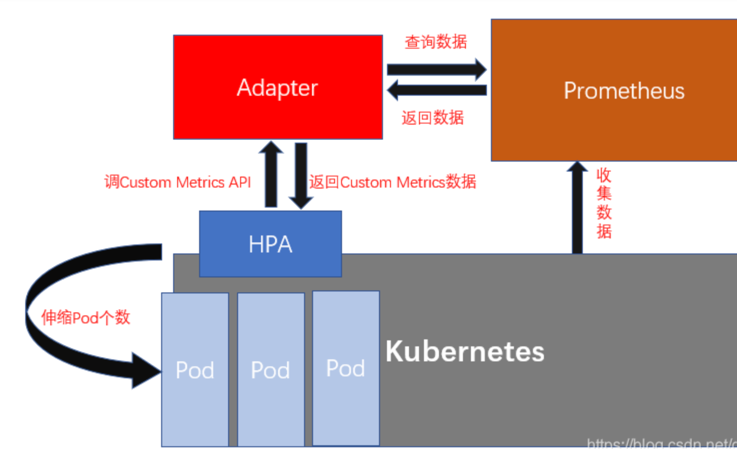 查询数据
Adapter
Prometheus
返回数据
调Custom Metrics API
返回Custom Metrics数据
收集数据
HPA
伸缩Pod个数
Kubernetes
Pod
Pod
Pod
https://blog.csdn.net/